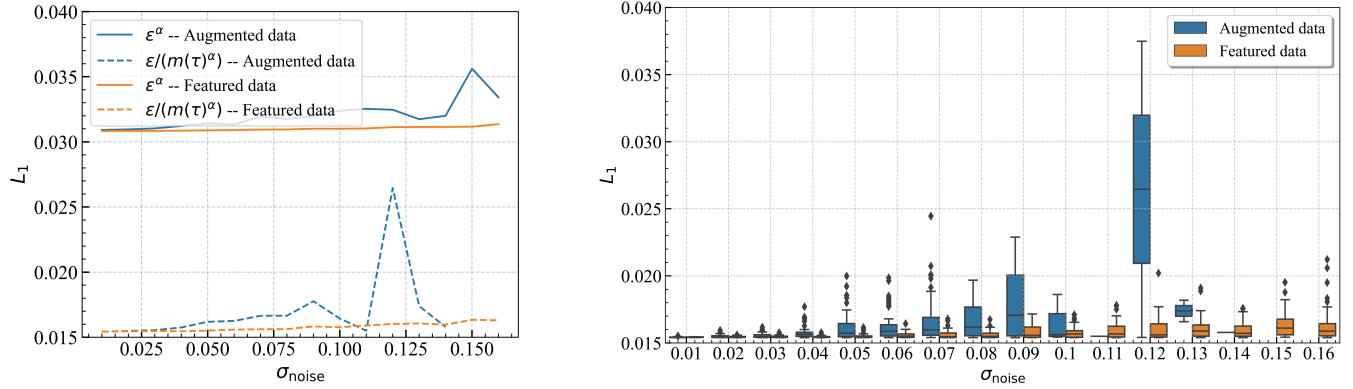 0.040
0.035
0.030
0.025
0.020
0.015
L₁
εᵅ -- Augmented data
ε/(m(τ)ᵅ) -- Augmented data
εᵅ -- Featured data
ε/(m(τ)ᵅ) -- Featured data
0.025 0.050 0.075 0.100 0.125 0.150
σnoise
0.040
0.035
0.030
0.025
0.020
0.015
L₁
Augmented data
Featured data
0.01 0.02 0.03 0.04 0.05 0.06 0.07 0.08 0.09 0.1 0.11 0.12 0.13 0.14 0.15 0.16
σnoise